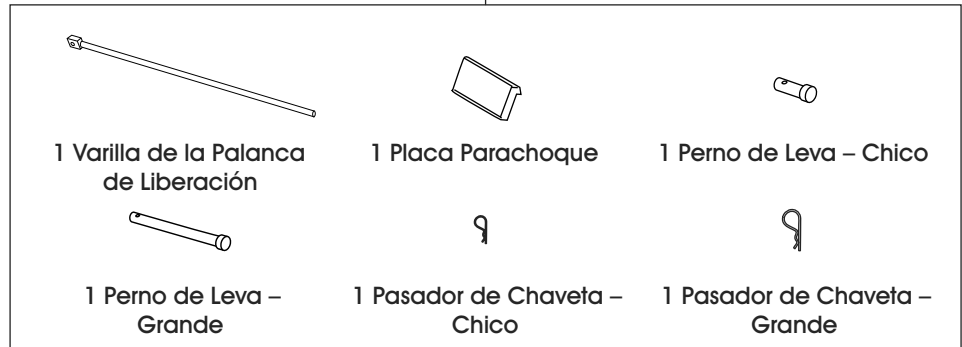 1 Varilla de la Palanca
de Liberación
1 Placa Parachoque
1 Perno de Leva – Chico
1 Perno de Leva –
Grande
1 Pasador de Chaveta –
Chico
1 Pasador de Chaveta –
Grande